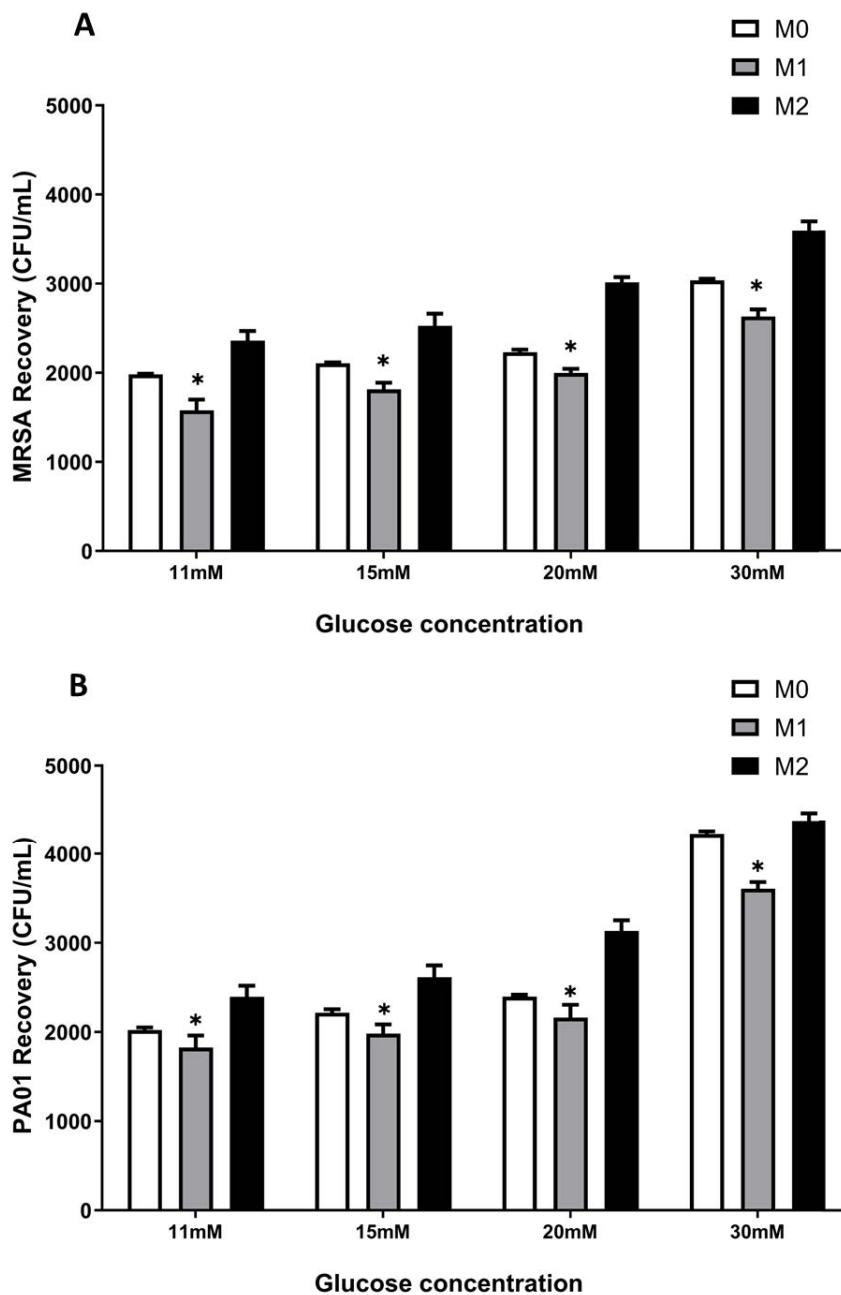 A
M0
M1
M2
5000
4000
3000
2000
1000
0
MRSA Recovery (CFU/mL)
*
*
*
*
11mM 15mM 20mM 30mM
Glucose concentration
B
M0
M1
M2
5000
4000
3000
2000
1000
0
PA01 Recovery (CFU/mL)
*
*
*
*
11mM 15mM 20mM 30mM
Glucose concentration